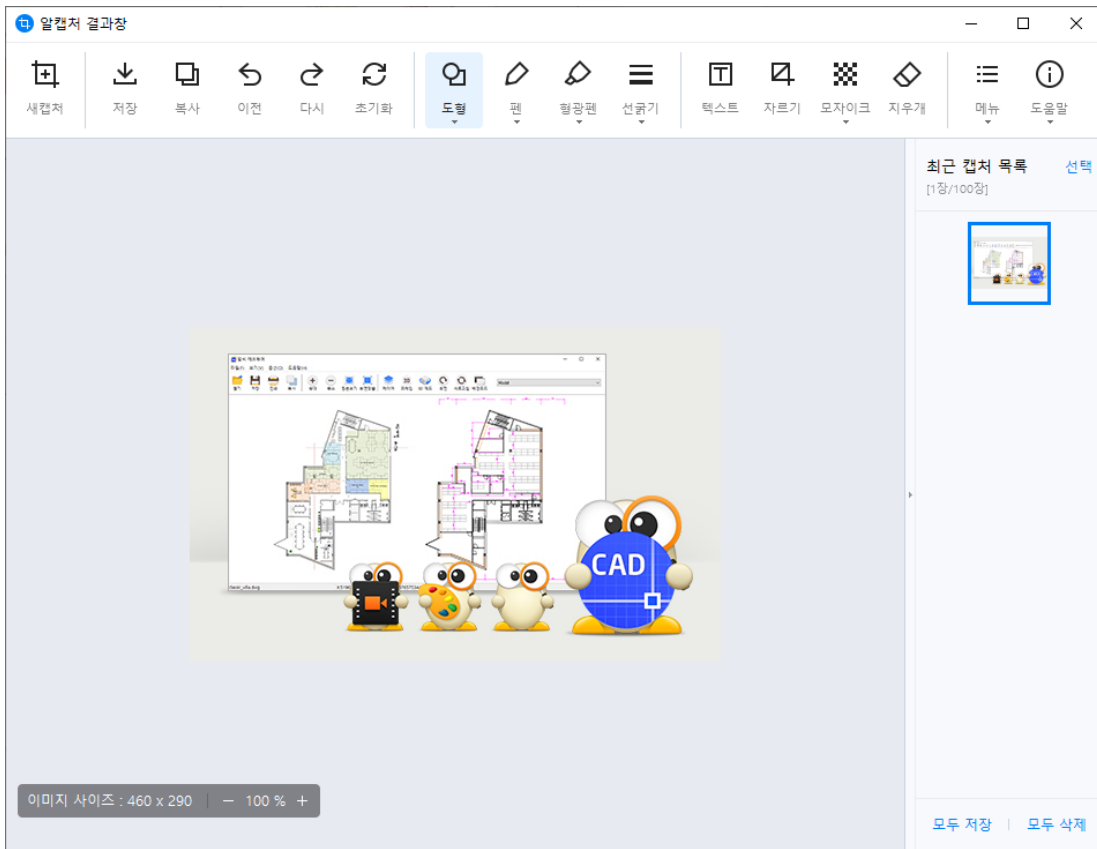 알캡처 결과창
새캡처 저장 복사 이전 다시 초기화 도형 펜 형광펜 선굵기 텍스트 자르기 모자이크 지우개 메뉴 도움말
최근 캡처 목록 선택
[1장/100장]
Model
CAD
이미지 사이즈 : 460 x 290 − 100 % +
모두 저장 모두 삭제